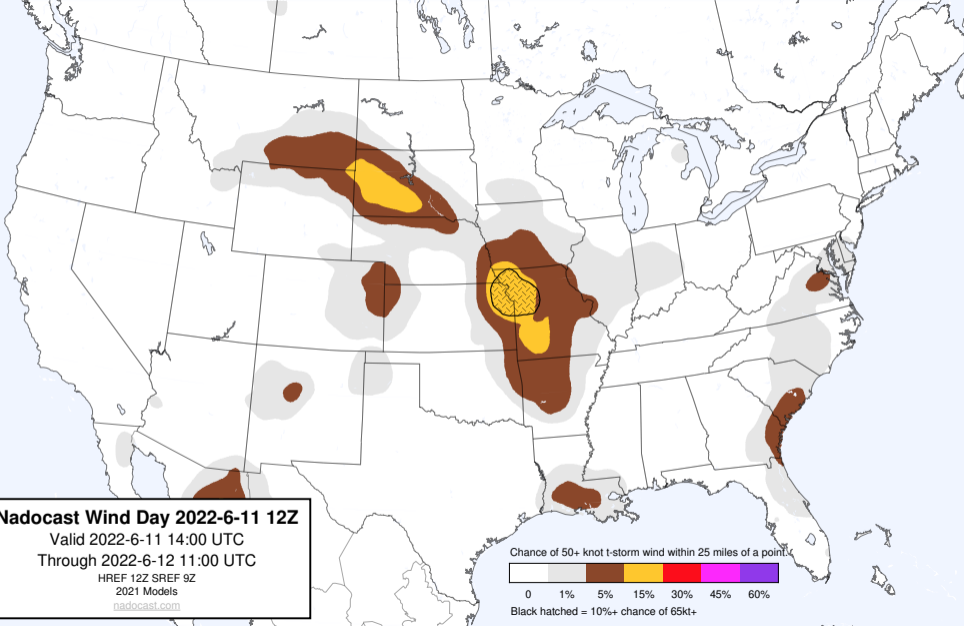 Nadocast Wind Day 2022-6-11 12Z
Valid 2022-6-11 14:00 UTC
Through 2022-6-12 11:00 UTC
HREF 12Z SREF 9Z
2021 Models
nadocast.com
Chance of 50+ knot t-storm wind within 25 miles of a point.
0 1% 5% 15% 30% 45% 60%
Black hatched = 10%+ chance of 65kt+